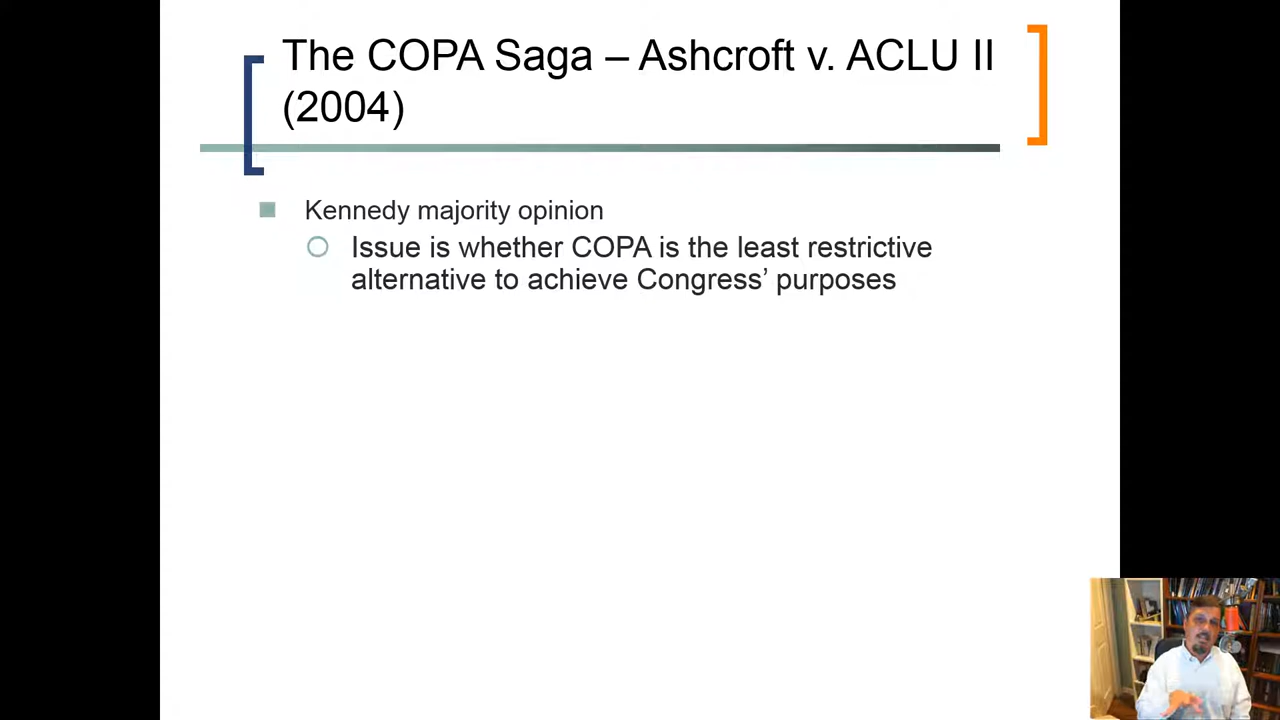 The COPA Saga – Ashcroft v. ACLU II
(2004)
Kennedy majority opinion
Issue is whether COPA is the least restrictive
alternative to achieve Congress’ purposes